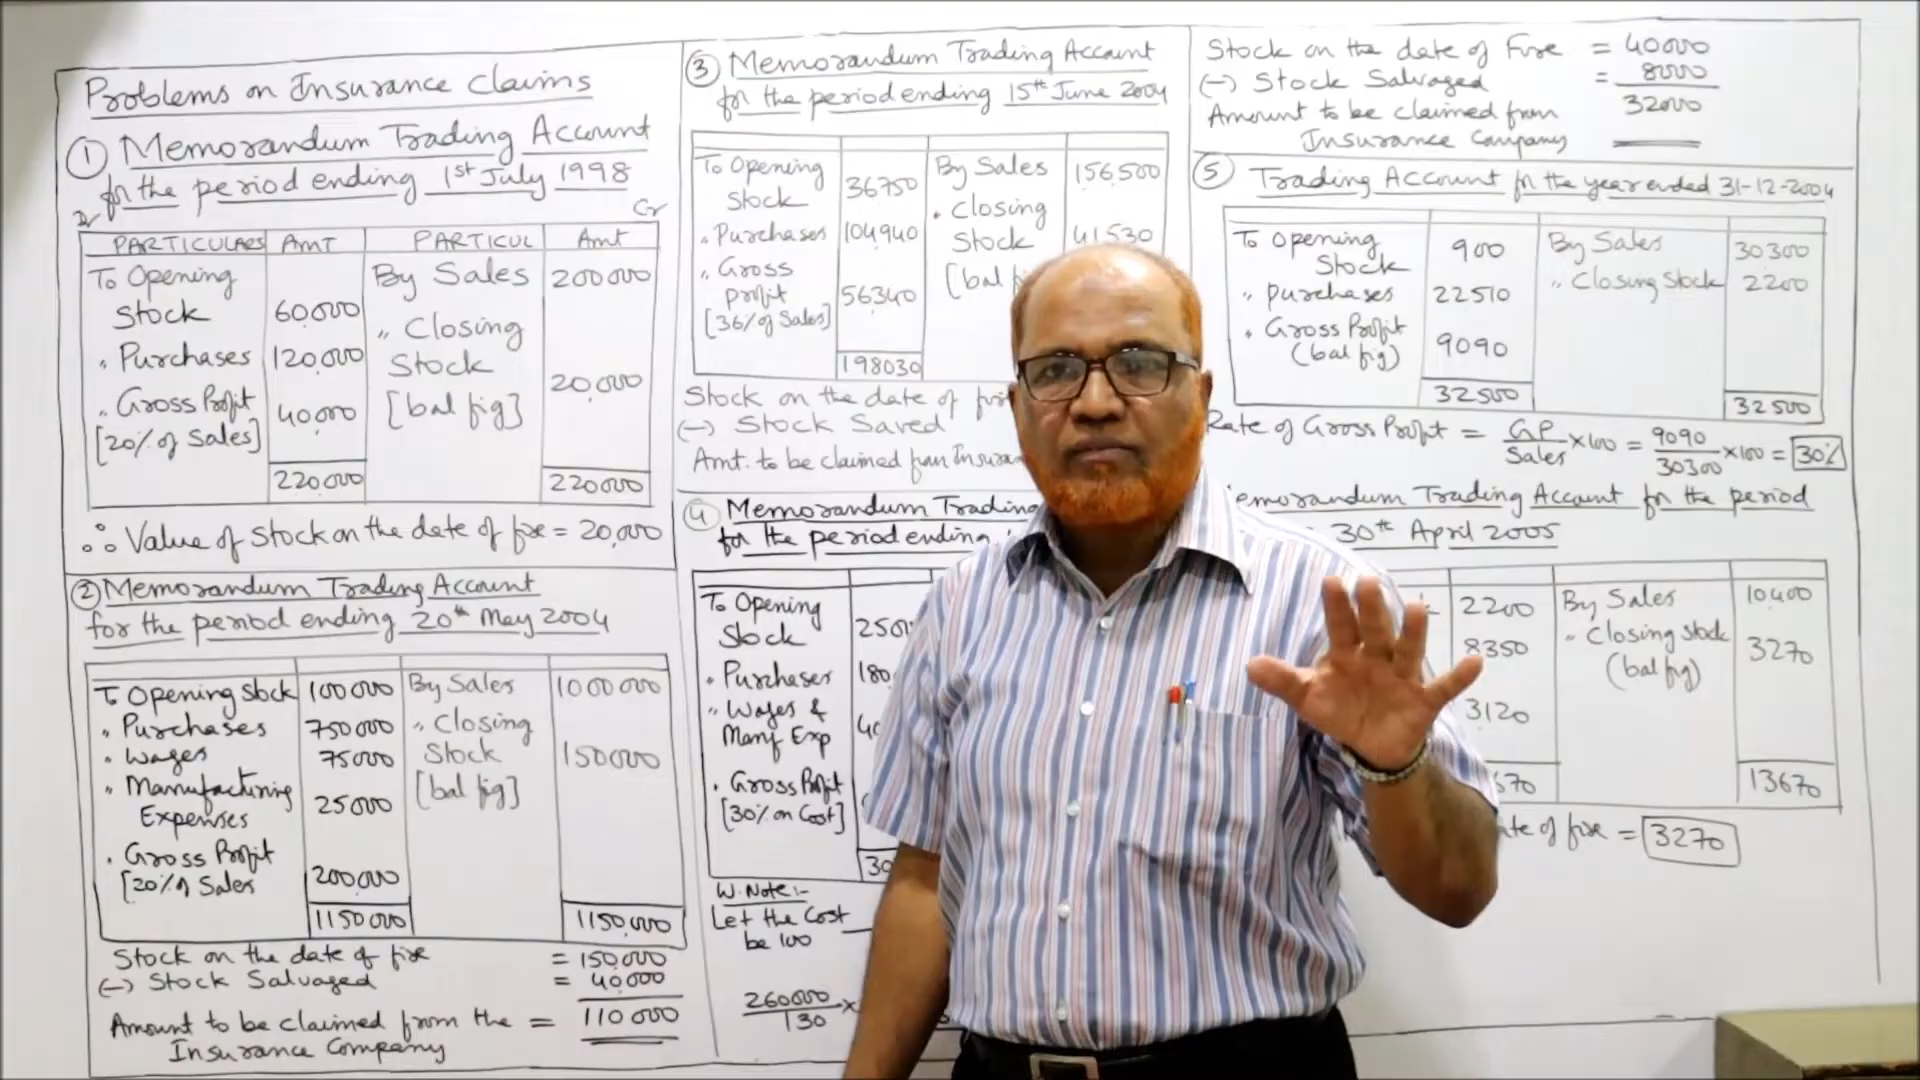 Problems on Insurance Claims
① Memorandum Trading Account
for the period ending 1st July 1998
Dr Cr
PARTICULARS Amt PARTICUL Amt
To Opening By Sales 200000
Stock 60,000 〃 Closing
〃 Purchases 120,000 Stock 20,000
〃 Gross Profit 40,000 [bal fig]
[20% of Sales]
220,000 220000
∴ Value of Stock on the date of fire = 20,000
② Memorandum Trading Account
for the period ending 20th May 2004
To Opening stock 100000 By Sales 1000000
〃 Purchases 750000 〃 Closing
〃 Wages 75000 Stock 150000
〃 Manufacturing 25000 [bal fig]
Expenses
〃 Gross Profit
[20% of Sales 200,000
1150000 1150,000
Stock on the date of fire = 150,000
(-) Stock Salvaged = 40000
Amount to be claimed from the = 110000
Insurance Company
③ Memorandum Trading Account
for the period ending 15th June 2004
To Opening By Sales 156,500
Stock 36750 〃 Closing
〃 Purchases 104940 Stock 41530
〃 Gross [bal
profit 56340
[36% of Sales]
198030
Stock on the date of
(-) Stock Saved
Amt. to be claimed from
④ Memorandum Trading
for the period ending
To Opening
Stock
〃 Purchases
〃 Wages &
Manf Exp
〃 Gross Profit
[30% on Cost]
W. Note:-
Let the Cost
be 100
260000/130 ×
Stock on the date of Fire = 40000
(-) Stock Salvaged = 8000
Amount to be claimed from 32000
Insurance Company
⑤ Trading Account for the year ended 31-12-2004
To Opening 900 By Sales 30300
Stock 〃 Closing Stock 2200
〃 purchases 22510
〃 Gross Profit 9090
(bal fig)
32500 32500
Rate of Gross Profit = GP/Sales ×100 = 9090/30300 ×100 = 30%
Trading Account for the period
30th April 2005
2200 By Sales 10400
8350 〃 Closing stock 3270
(bal fig)
3120
13670
of fire = 3270